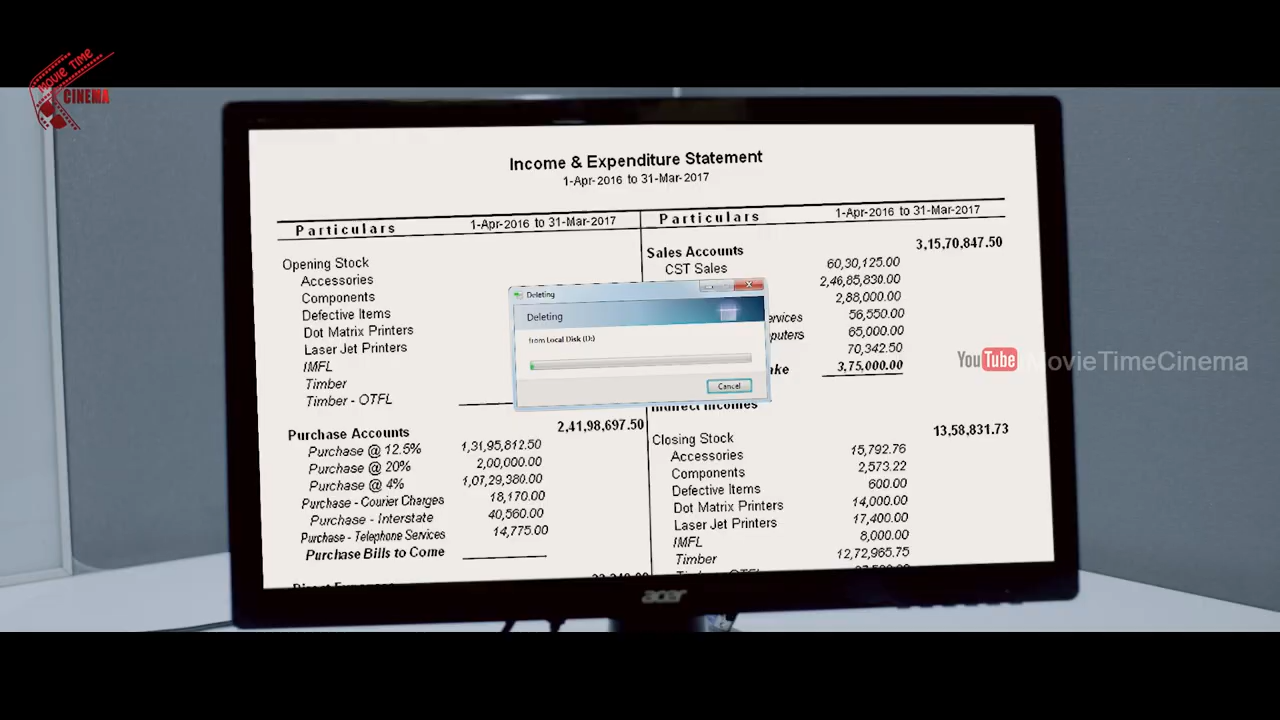 MOVIE TIME
CINEMA
Income & Expenditure Statement
1-Apr-2016 to 31-Mar-2017
Particulars 1-Apr-2016 to 31-Mar-2017
Opening Stock
Accessories
Components
Defective Items
Dot Matrix Printers
Laser Jet Printers
IMFL
Timber
Timber - OTFL
Purchase Accounts 2,41,98,697.50
Purchase @ 12.5% 1,31,95,812.50
Purchase @ 20% 2,00,000.00
Purchase @ 4% 1,07,29,380.00
Purchase - Courier Charges 18,170.00
Purchase - Interstate 40,560.00
Purchase - Telephone Services 14,775.00
Purchase Bills to Come
Particulars 1-Apr-2016 to 31-Mar-2017
Sales Accounts 3,15,70,847.50
CST Sales 60,30,125.00
2,46,85,830.00
2,88,000.00
56,550.00
65,000.00
70,342.50
3,75,000.00
Indirect Incomes
Closing Stock 13,58,831.73
Accessories 15,792.76
Components 2,573.22
Defective Items 600.00
Dot Matrix Printers 14,000.00
Laser Jet Printers 17,400.00
IMFL 8,000.00
Timber 12,72,965.75
Deleting
Deleting
from Local Disk (D:)
Cancel
YouTube MovieTimeCinema
acer